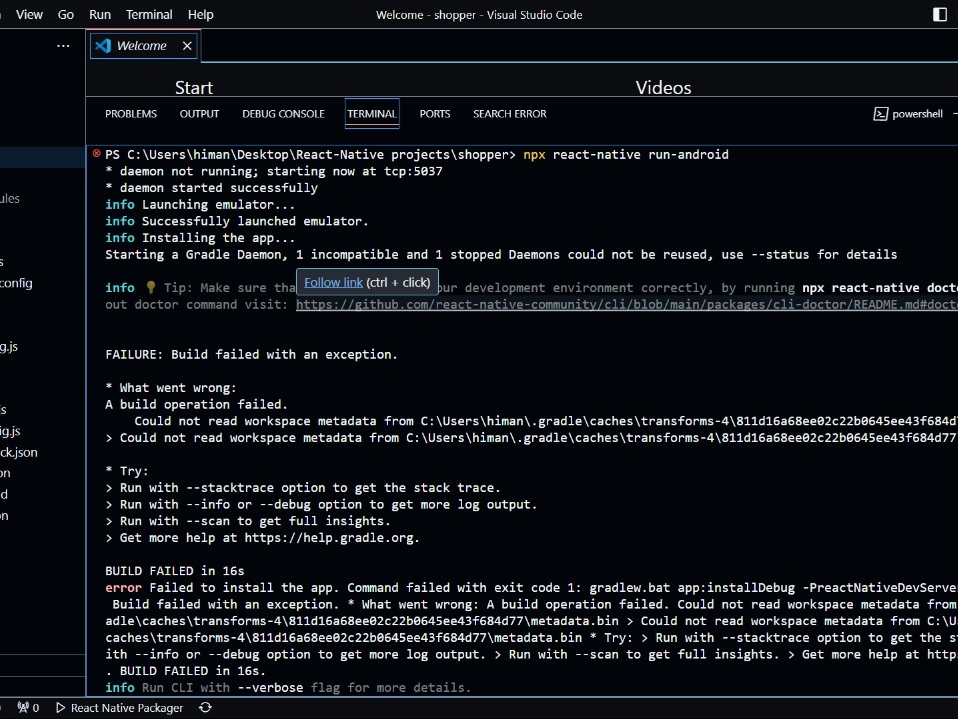 View Go Run Terminal Help Welcome - shopper - Visual Studio Code
... Welcome ×
Start Videos
PROBLEMS OUTPUT DEBUG CONSOLE TERMINAL PORTS SEARCH ERROR powershell
PS C:\Users\himan\Desktop\React-Native projects\shopper> npx react-native run-android
* daemon not running; starting now at tcp:5037
* daemon started successfully
info Launching emulator...
info Successfully launched emulator.
info Installing the app...
Starting a Gradle Daemon, 1 incompatible and 1 stopped Daemons could not be reused, use --status for details
Follow link (ctrl + click)
info 💡 Tip: Make sure tha ur development environment correctly, by running npx react-native docto
out doctor command visit: https://github.com/react-native-community/cli/blob/main/packages/cli-doctor/README.md#docto
FAILURE: Build failed with an exception.
* What went wrong:
A build operation failed.
Could not read workspace metadata from C:\Users\himan\.gradle\caches\transforms-4\811d16a68ee02c22b0645ee43f684d7
> Could not read workspace metadata from C:\Users\himan\.gradle\caches\transforms-4\811d16a68ee02c22b0645ee43f684d77
* Try:
> Run with --stacktrace option to get the stack trace.
> Run with --info or --debug option to get more log output.
> Run with --scan to get full insights.
> Get more help at https://help.gradle.org.
BUILD FAILED in 16s
error Failed to install the app. Command failed with exit code 1: gradlew.bat app:installDebug -PreactNativeDevServe
Build failed with an exception. * What went wrong: A build operation failed. Could not read workspace metadata from
adle\caches\transforms-4\811d16a68ee02c22b0645ee43f684d77\metadata.bin > Could not read workspace metadata from C:\U
caches\transforms-4\811d16a68ee02c22b0645ee43f684d77\metadata.bin * Try: > Run with --stacktrace option to get the s
ith --info or --debug option to get more log output. > Run with --scan to get full insights. > Get more help at http
. BUILD FAILED in 16s.
info Run CLI with --verbose flag for more details.
ules
s
config
g.js
s
ig.js
ck.json
on
d
n
0 React Native Packager